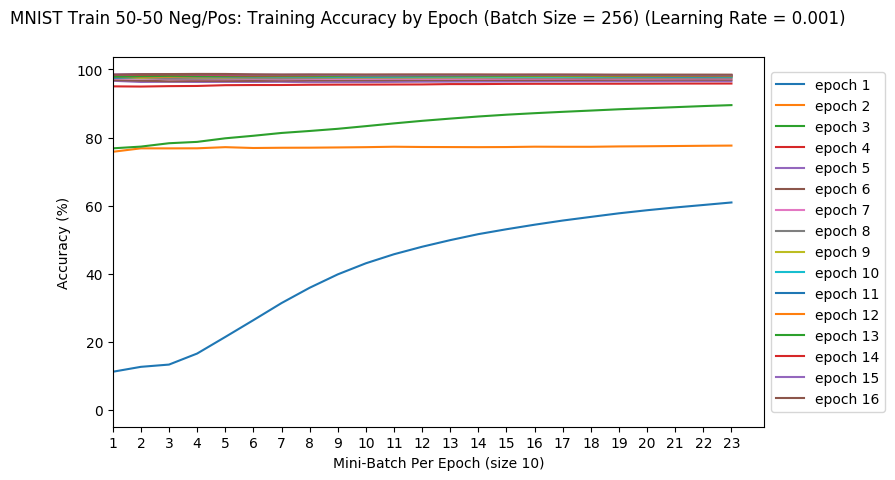 MNIST Train 50-50 Neg/Pos: Training Accuracy by Epoch (Batch Size = 256) (Learning Rate = 0.001)
100
80
60
40
20
0
Accuracy (%)
1 2 3 4 5 6 7 8 9 10 11 12 13 14 15 16 17 18 19 20 21 22 23
Mini-Batch Per Epoch (size 10)
epoch 1
epoch 2
epoch 3
epoch 4
epoch 5
epoch 6
epoch 7
epoch 8
epoch 9
epoch 10
epoch 11
epoch 12
epoch 13
epoch 14
epoch 15
epoch 16